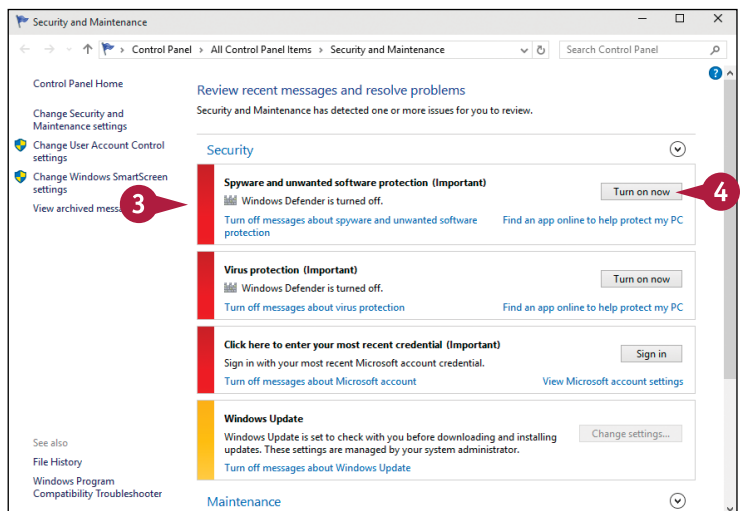 Security and Maintenance
Control Panel > All Control Panel Items > Security and Maintenance
Search Control Panel
Control Panel Home
Change Security and
Maintenance settings
Change User Account Control
settings
Change Windows SmartScreen
settings
View archived mess
3
See also
File History
Windows Program
Compatibility Troubleshooter
?
Review recent messages and resolve problems
Security and Maintenance has detected one or more issues for you to review.
Security
Spyware and unwanted software protection (Important)
Windows Defender is turned off.
Turn on now
4
Turn off messages about spyware and unwanted software
protection
Find an app online to help protect my PC
Virus protection (Important)
Windows Defender is turned off.
Turn on now
Turn off messages about virus protection
Find an app online to help protect my PC
Click here to enter your most recent credential (Important)
Sign in with your most recent Microsoft account credential.
Sign in
Turn off messages about Microsoft account
View Microsoft account settings
Windows Update
Windows Update is set to check with you before downloading and installing
updates. These settings are managed by your system administrator.
Change settings...
Turn off messages about Windows Update
Maintenance